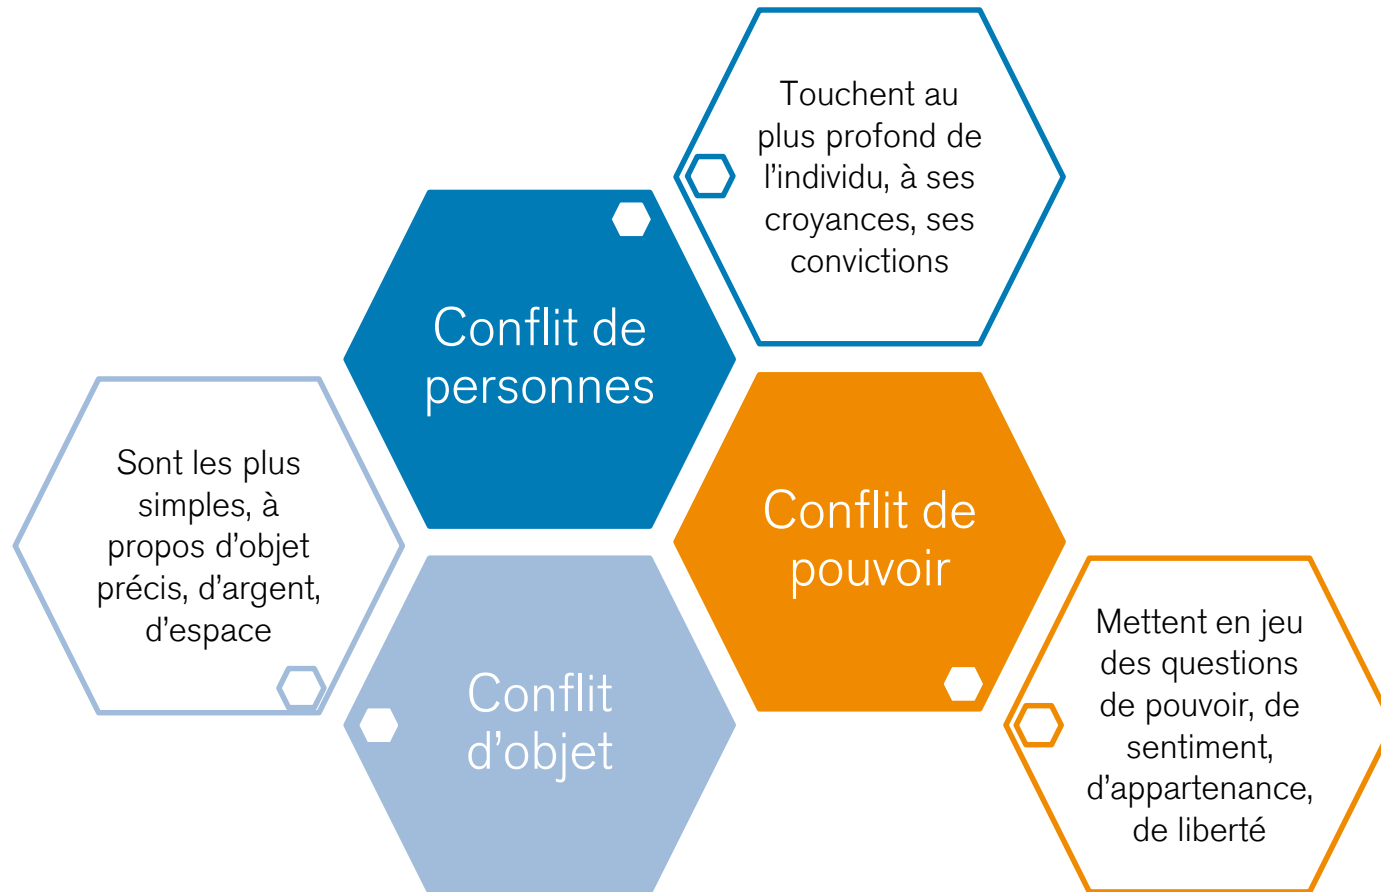 Touchent au
plus profond de
l'individu, à ses
croyances, ses
convictions
Conflit de
personnes
Sont les plus
simples, à
propos d'objet
précis, d'argent,
d'espace
Conflit de
pouvoir
Conflit
d'objet
Mettent en jeu
des questions
de pouvoir, de
sentiment,
d'appartenance,
de liberté